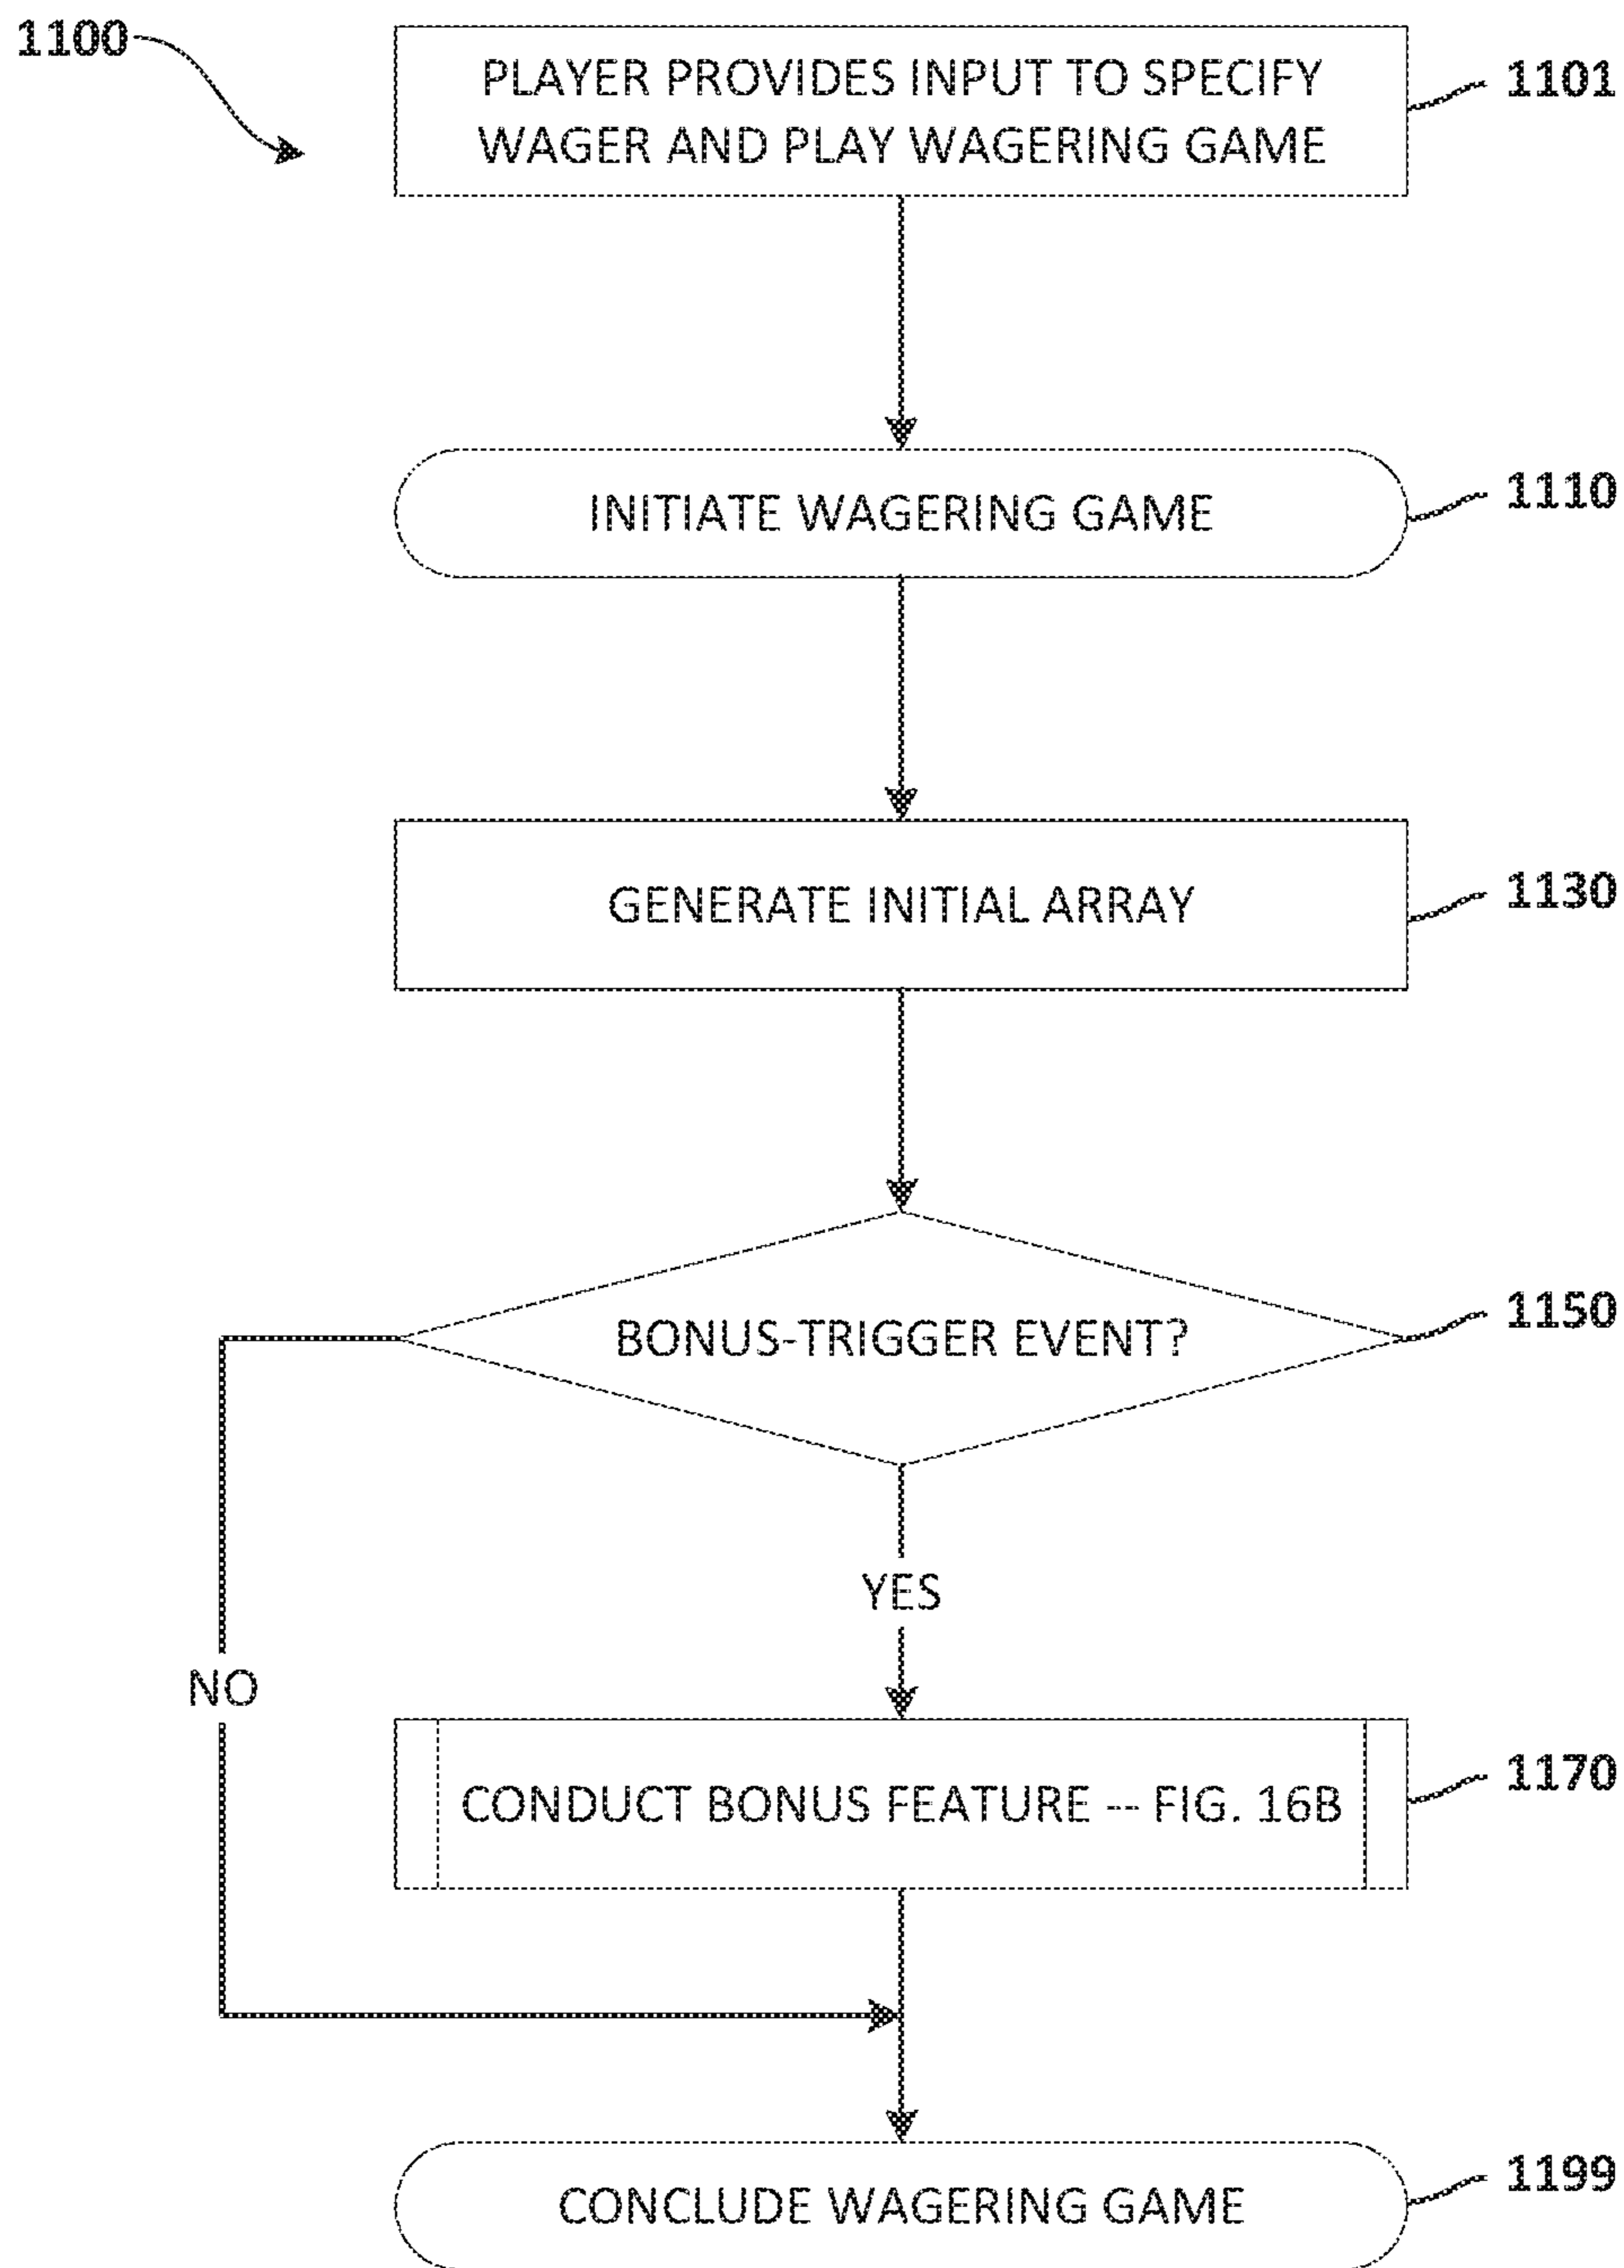 1100
PLAYER PROVIDES INPUT TO SPECIFY
WAGER AND PLAY WAGERING GAME
1101
INITIATE WAGERING GAME
1110
GENERATE INITIAL ARRAY
1130
BONUS-TRIGGER EVENT?
1150
YES
NO
CONDUCT BONUS FEATURE -- FIG. 16B
1170
CONCLUDE WAGERING GAME
1199